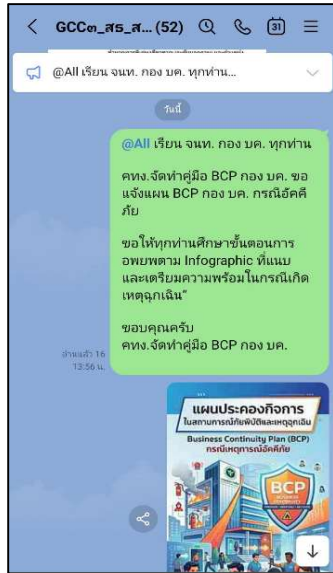 GCC๓_สธ_ส... (52)
31
@All เรียน จนท. กอง บค. ทุกท่าน...
วันนี้
@All เรียน จนท. กอง บค. ทุกท่าน
คทง.จัดทำคู่มือ BCP กอง บค. ขอ
แจ้งแผน BCP กอง บค. กรณีอัคคี
ภัย
ขอให้ทุกท่านศึกษาขั้นตอนการ
อพยพตาม Infographic ที่แนบ
และเตรียมความพร้อมในกรณีเกิด
เหตุฉุกเฉิน"
ขอบคุณครับ
คทง.จัดทำคู่มือ BCP กอง บค.
อ่านแล้ว 16
13:56 น.
แผนประคองกิจการ
ในสถานการณ์ภัยพิบัติและเหตุฉุกเฉิน
Business Continuity Plan (BCP)
กรณีเหตุการณ์อัคคีภัย
BCP